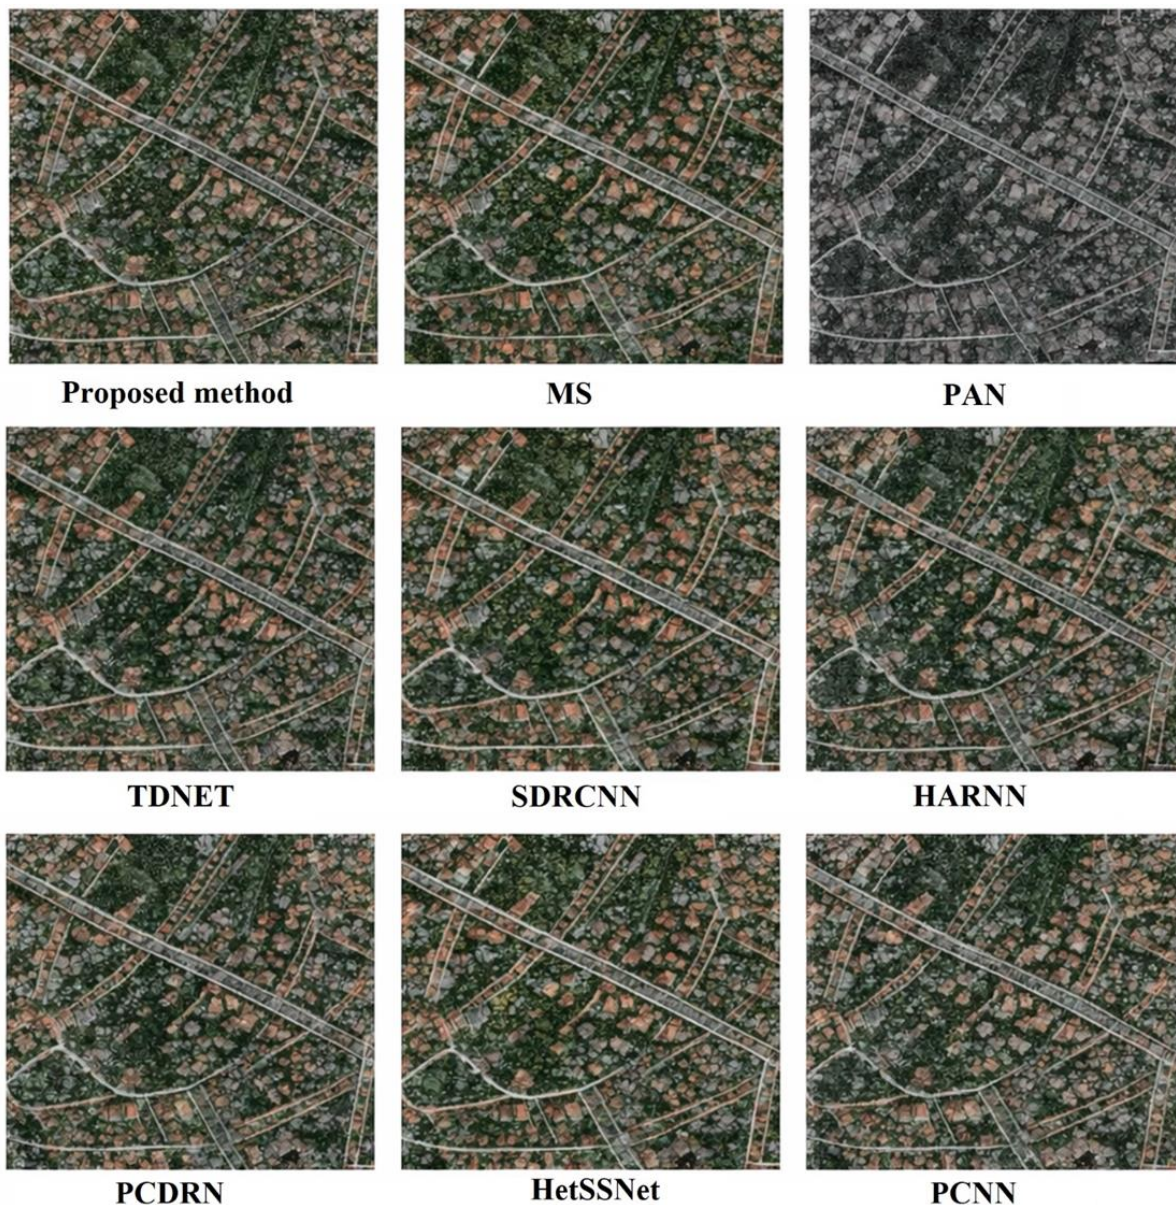 Proposed method
MS
PAN
TDNET
SDRCNN
HARNN
PCDRN
HetSSNet
PCNN